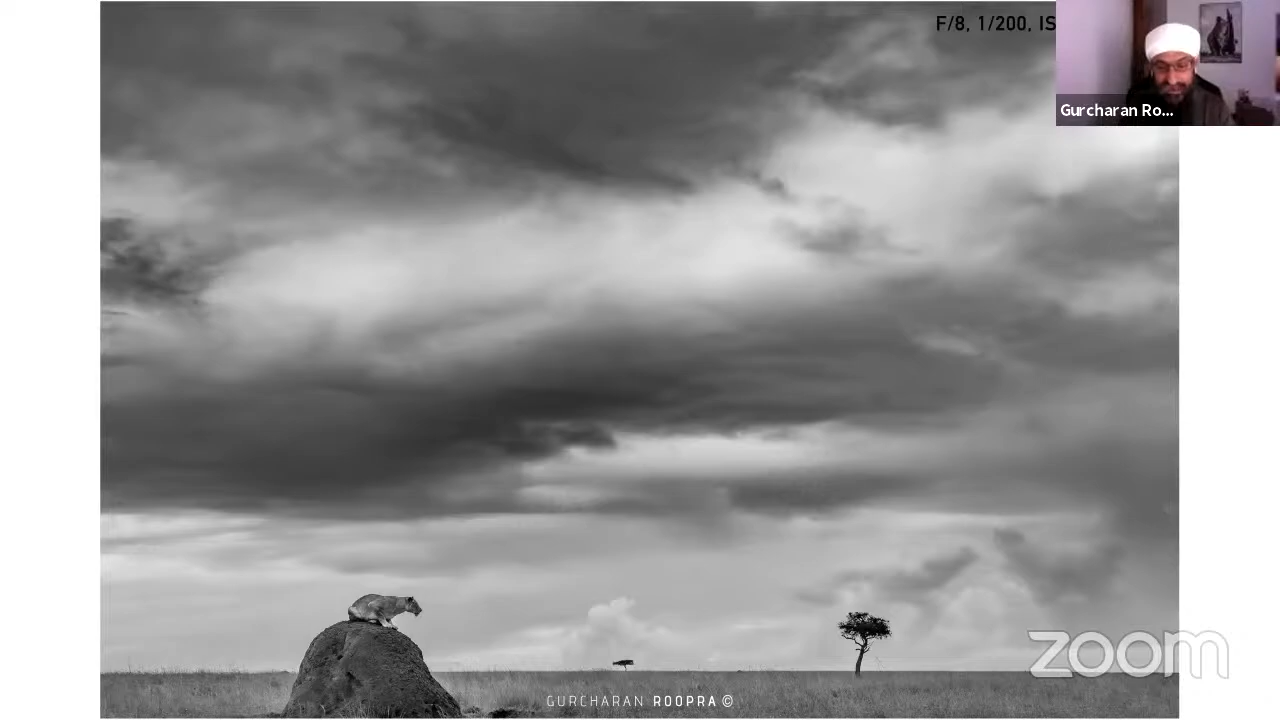 F/8, 1/200, IS
Gurcharan Ro...
zoom
GURCHARAN ROOPRA ©